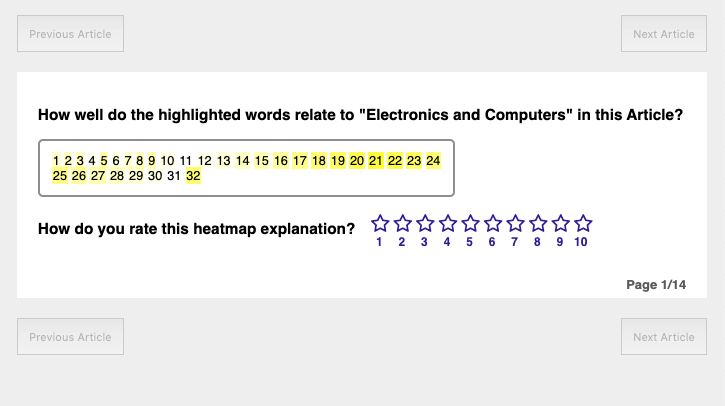 Previous Article
Next Article
How well do the highlighted words relate to "Electronics and Computers" in this Article?
1 2 3 4 5 6 7 8 9 10 11 12 13 14 15 16 17 18 19 20 21 22 23 24
25 26 27 28 29 30 31 32
How do you rate this heatmap explanation?
1 2 3 4 5 6 7 8 9 10
Page 1/14
Previous Article
Next Article